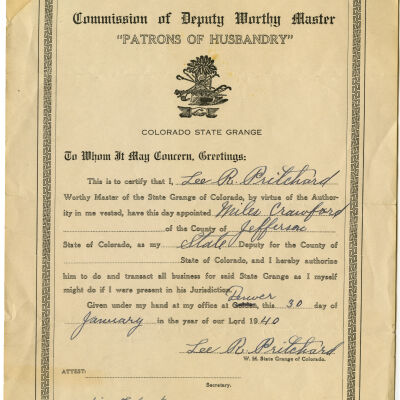 Commission of Deputy Worthy Master
"PATRONS OF HUSBANDRY"
COLORADO STATE GRANGE
To Whom It May Concern, Greetings:
This is to certify that I, Lee R. Pritchard
Worthy Master of the State Grange of Colorado, by virtue of the Author-
ity in me vested, have this day appointed Miles Crawford
of the County of Jefferson
State of Colorado, as my State Deputy for the County of
State of Colorado, and I hereby authorize
him to do and transact all business for said State Grange as I myself
might do if I were present in his Jurisdiction.
Given under my hand at my office at Denver, this 30 day of
January in the year of our Lord 1940
Lee R. Pritchard
W. M. State Grange of Colorado.
ATTEST:
Secretary.